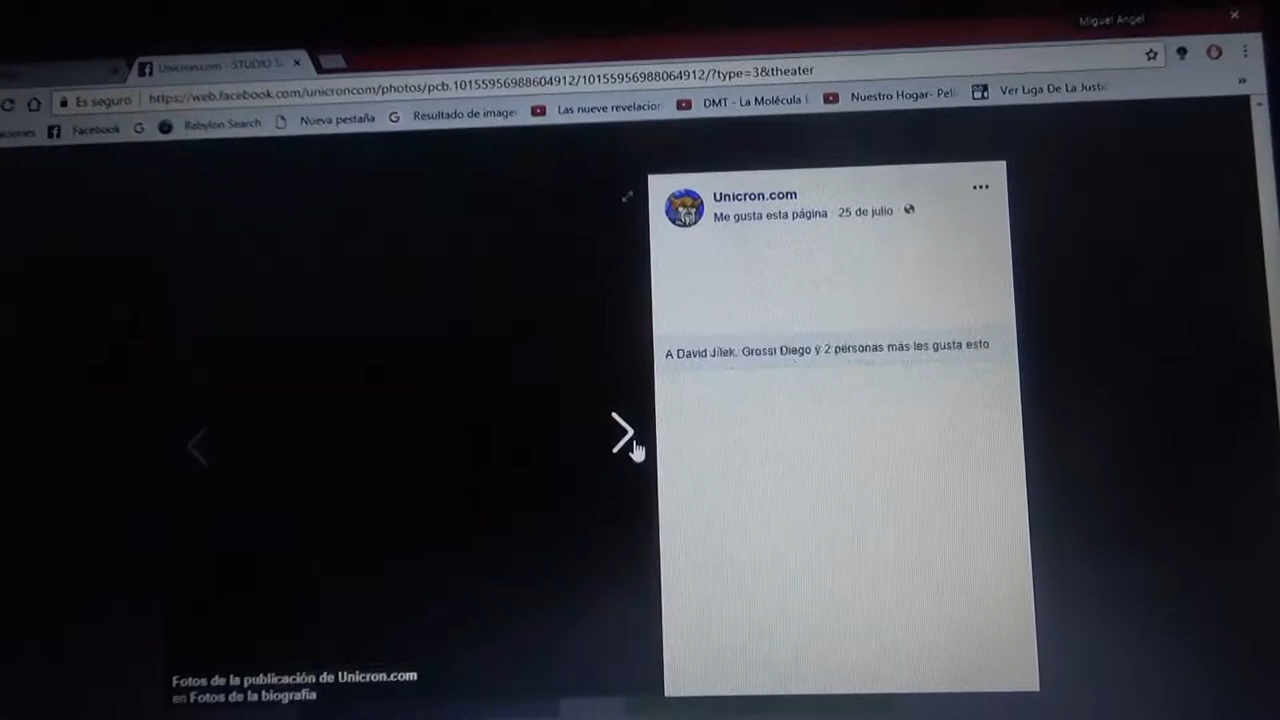 Miguel Angel
Unicron.com - STUDIO S
Es seguro https://web.facebook.com/unicroncom/photos/pcb.10155956988604912/10155956988064912/?type=3&theater
Facebook Babylon Search Nueva pestaña Resultado de image Las nueve revelacion DMT - La Molécula Nuestro Hogar- Pelí Ver Liga De La Justic
Unicron.com
Me gusta esta página · 25 de julio
A David Jílek, Grossi Diego y 2 personas más les gusta esto
Fotos de la publicación de Unicron.com
en Fotos de la biografía